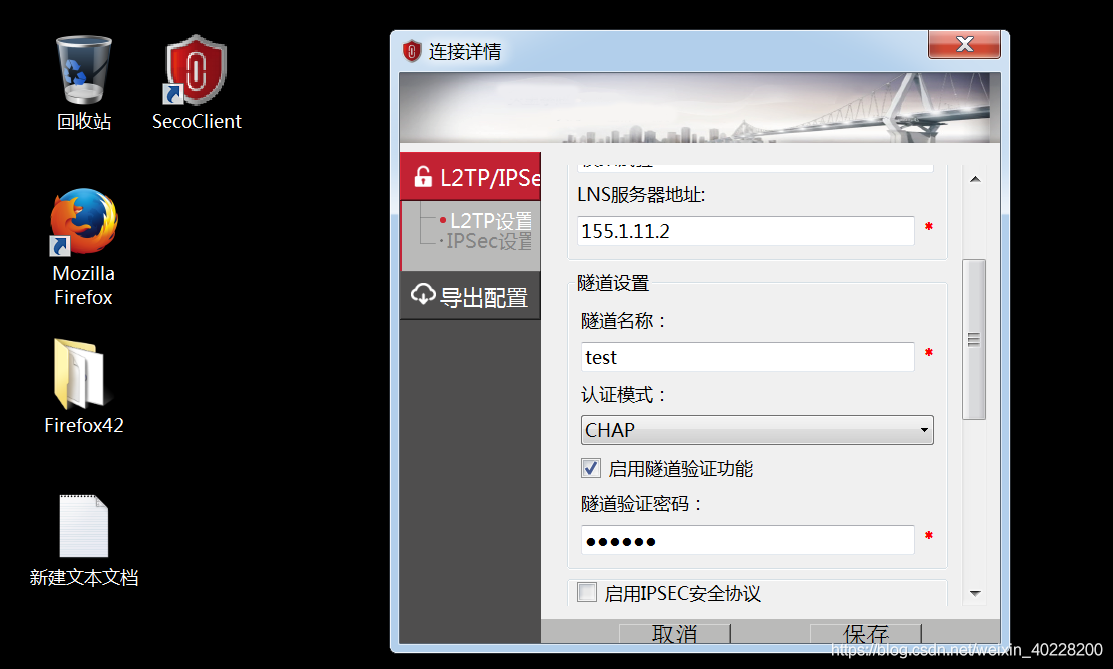 回收站
SecoClient
Mozilla
Firefox
Firefox42
新建文本文档
连接详情
L2TP/IPSe
L2TP设置
IPSec设置
导出配置
LNS服务器地址:
155.1.11.2
*
隧道设置
隧道名称：
test
*
认证模式：
CHAP
启用隧道验证功能
隧道验证密码：
●●●●●●
*
启用IPSEC安全协议
取消
保存
https://blog.csdn.net/weixin_40228200